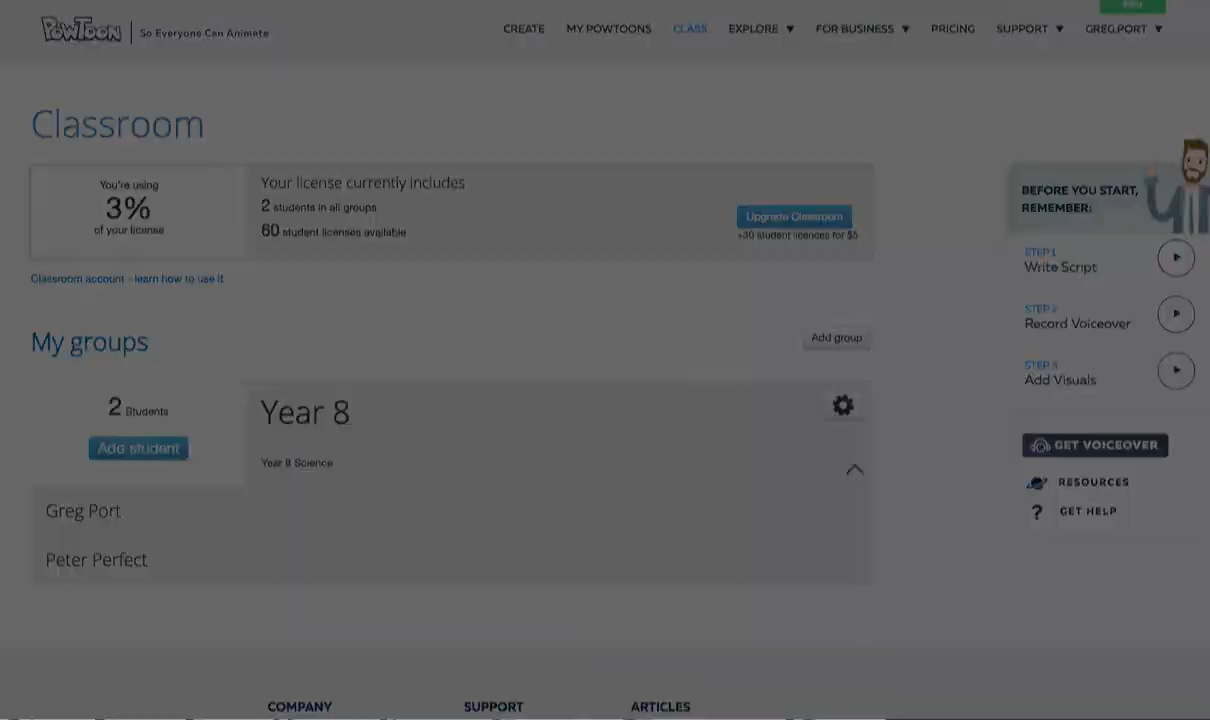 EDU
POWTOON | So Everyone Can Animate
CREATE MY POWTOONS CLASS EXPLORE ▼ FOR BUSINESS ▼ PRICING SUPPORT ▼ GREG.PORT ▼
Classroom
You're using
3%
of your license
Your license currently includes
2 students in all groups
60 student licenses available
Upgrade Classroom
+30 student licences for $5
Classroom account - learn how to use it
My groups
Add group
2 Students
Add student
Year 8
Year 8 Science
Greg Port
Peter Perfect
BEFORE YOU START,
REMEMBER:
STEP 1
Write Script
STEP 2
Record Voiceover
STEP 3
Add Visuals
GET VOICEOVER
RESOURCES
? GET HELP
COMPANY SUPPORT ARTICLES